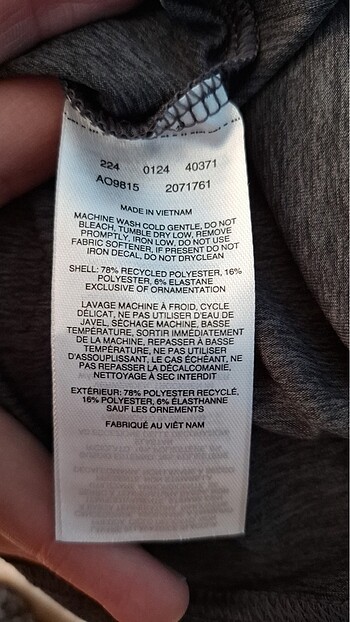 224 0124 40371
AO9815 2071761
MADE IN VIETNAM
MACHINE WASH COLD GENTLE, DO NOT
BLEACH, TUMBLE DRY LOW, REMOVE
PROMPTLY, IRON LOW, DO NOT USE
FABRIC SOFTENER, IF PRESENT DO NOT
IRON DECAL, DO NOT DRYCLEAN
SHELL: 78% RECYCLED POLYESTER, 16%
POLYESTER, 6% ELASTANE
EXCLUSIVE OF ORNAMENTATION
LAVAGE MACHINE À FROID, CYCLE
DÉLICAT, NE PAS UTILISER D'EAU DE
JAVEL, SÉCHAGE MACHINE, BASSE
TEMPÉRATURE, SORTIR IMMÉDIATEMENT
DE LA MACHINE, REPASSER À BASSE
TEMPÉRATURE, NE PAS UTILISER
D'ASSOUPLISSANT, LE CAS ÉCHÉANT, NE
PAS REPASSER LA DÉCALCOMANIE,
NETTOYAGE À SEC INTERDIT
EXTÉRIEUR: 78% POLYESTER RECYCLÉ,
16% POLYESTER, 6% ÉLASTHANNE
SAUF LES ORNEMENTS
FABRIQUÉ AU VIÊT NAM